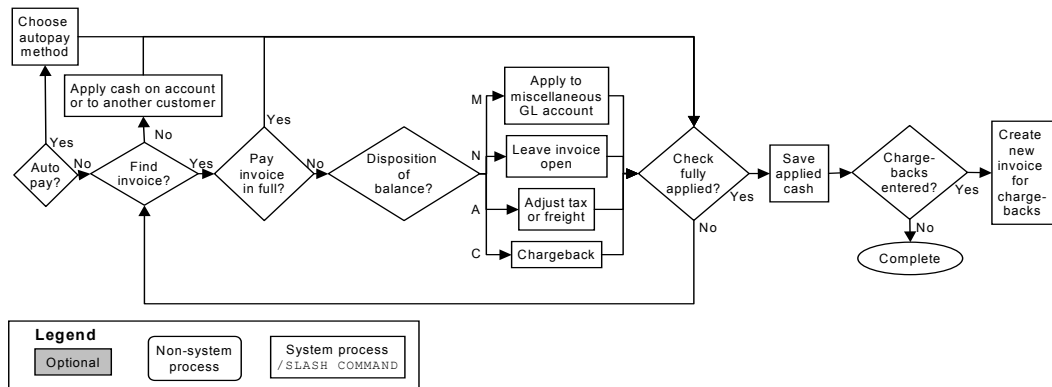 Choose
autopay
method
Apply cash on account
or to another customer
Yes
No
Auto
pay?
No
Find
invoice?
Yes
Pay
invoice
in full?
Yes
No
Disposition
of
balance?
M
Apply to
miscellaneous
GL account
N
Leave invoice
open
A
Adjust tax
or freight
C
Chargeback
Check
fully
applied?
Yes
No
Save
applied
cash
Charge-
backs
entered?
Yes
No
Complete
Create
new
invoice
for
charge-
backs
Legend
Optional
Non-system
process
System process
/SLASH COMMAND